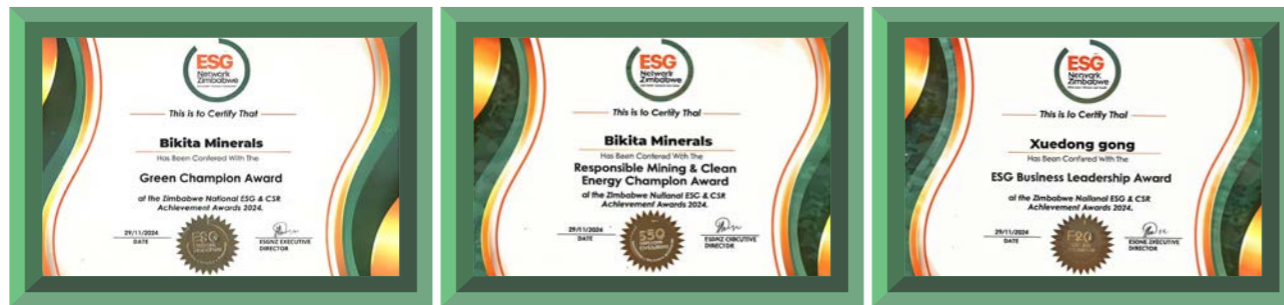 ESG
Network
Zimbabwe
This is to Certify That
Bikita Minerals
Has Been Confered With The
Green Champion Award
at the Zimbabwe National ESG & CSR
Achievement Awards 2024.
29/11/2024
DATE
ESGNZ EXECUTIVE
DIRECTOR
ESG
Network
Zimbabwe
This is to Certify That
Bikita Minerals
Has Been Confered With The
Responsible Mining & Clean
Energy Champion Award
at the Zimbabwe National ESG & CSR
Achievement Awards 2024.
29/11/2024
DATE
ESGNZ EXECUTIVE
DIRECTOR
ESG
Network
Zimbabwe
This is to Certify That
Xuedong gong
Has Been Confered With The
ESG Business Leadership Award
at the Zimbabwe National ESG & CSR
Achievement Awards 2024.
29/11/2024
DATE
ESGNZ EXECUTIVE
DIRECTOR